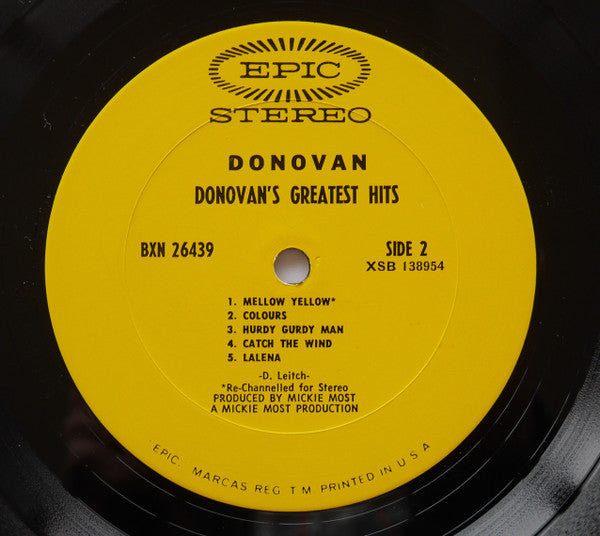 EPIC
STEREO
DONOVAN
DONOVAN'S GREATEST HITS
BXN 26439
SIDE 2
XSB 138954
1. MELLOW YELLOW*
2. COLOURS
3. HURDY GURDY MAN
4. CATCH THE WIND
5. LALENA
-D. Leitch-
*Re-Channelled for Stereo
PRODUCED BY MICKIE MOST
A MICKIE MOST PRODUCTION
EPIC. MARCAS REG T M PRINTED IN U S A